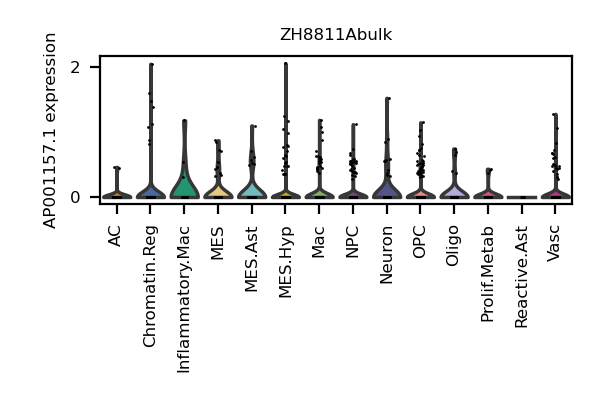 ZH8811Abulk
AP001157.1 expression
2
0
AC
Chromatin.Reg
Inflammatory.Mac
MES
MES.Ast
MES.Hyp
Mac
NPC
Neuron
OPC
Oligo
Prolif.Metab
Reactive.Ast
Vasc